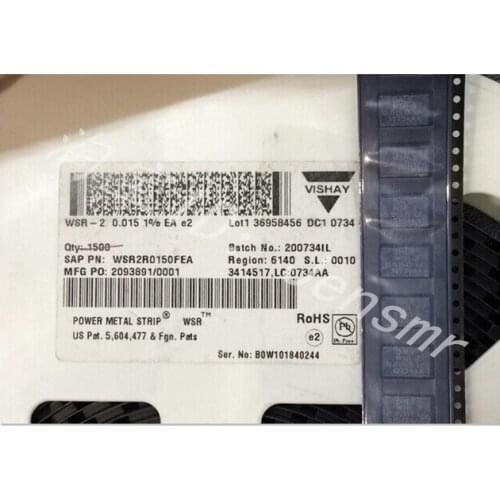 VISHAY
WSR-2 0.015 1% EA e2 Lot1 36958456 DC1 0734
Qty: 1500 Batch No.: 200734IL
SAP PN: WSR2R0150FEA Region: 6140 S.L.: 0010
MFG PO: 2093891/0001 3414517,LC:0734AA
POWER METAL STRIP® WSR™ RoHS
US Pat. 5,604,477 & Fgn. Pats e2 Pb Pb. Free
Ser. No: B0W101840244